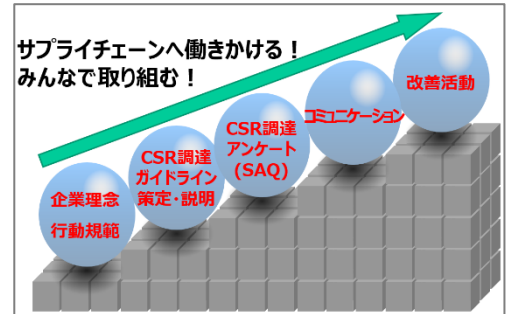 サプライチェーンへ働きかける！
みんなで取り組む！
企業理念
行動規範
CSR調達
ガイドライン
策定・説明
CSR調達
アンケート
(SAQ)
コミュニケーション
改善活動